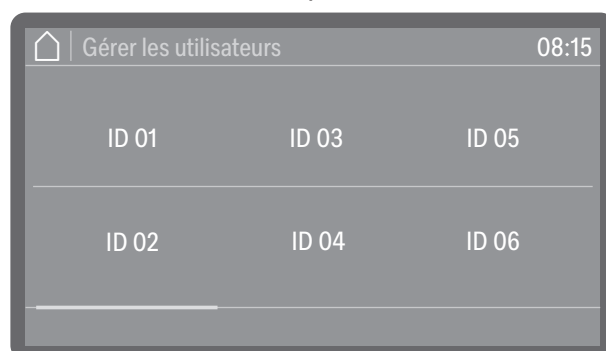 Gérer les utilisateurs 08:15
ID 01 ID 03 ID 05
ID 02 ID 04 ID 06